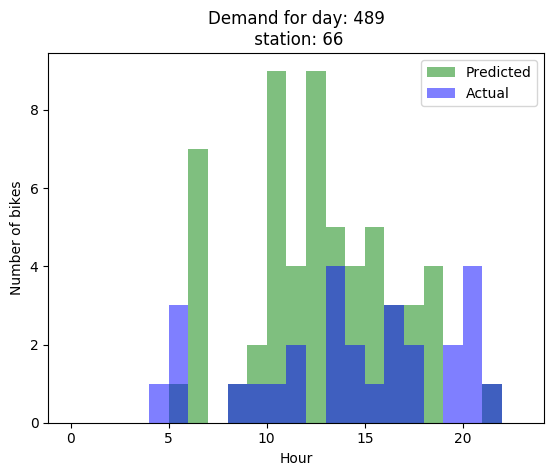 Demand for day: 489
station: 66
Predicted
Actual
Number of bikes
8
6
4
2
0
0
5
10
15
20
Hour